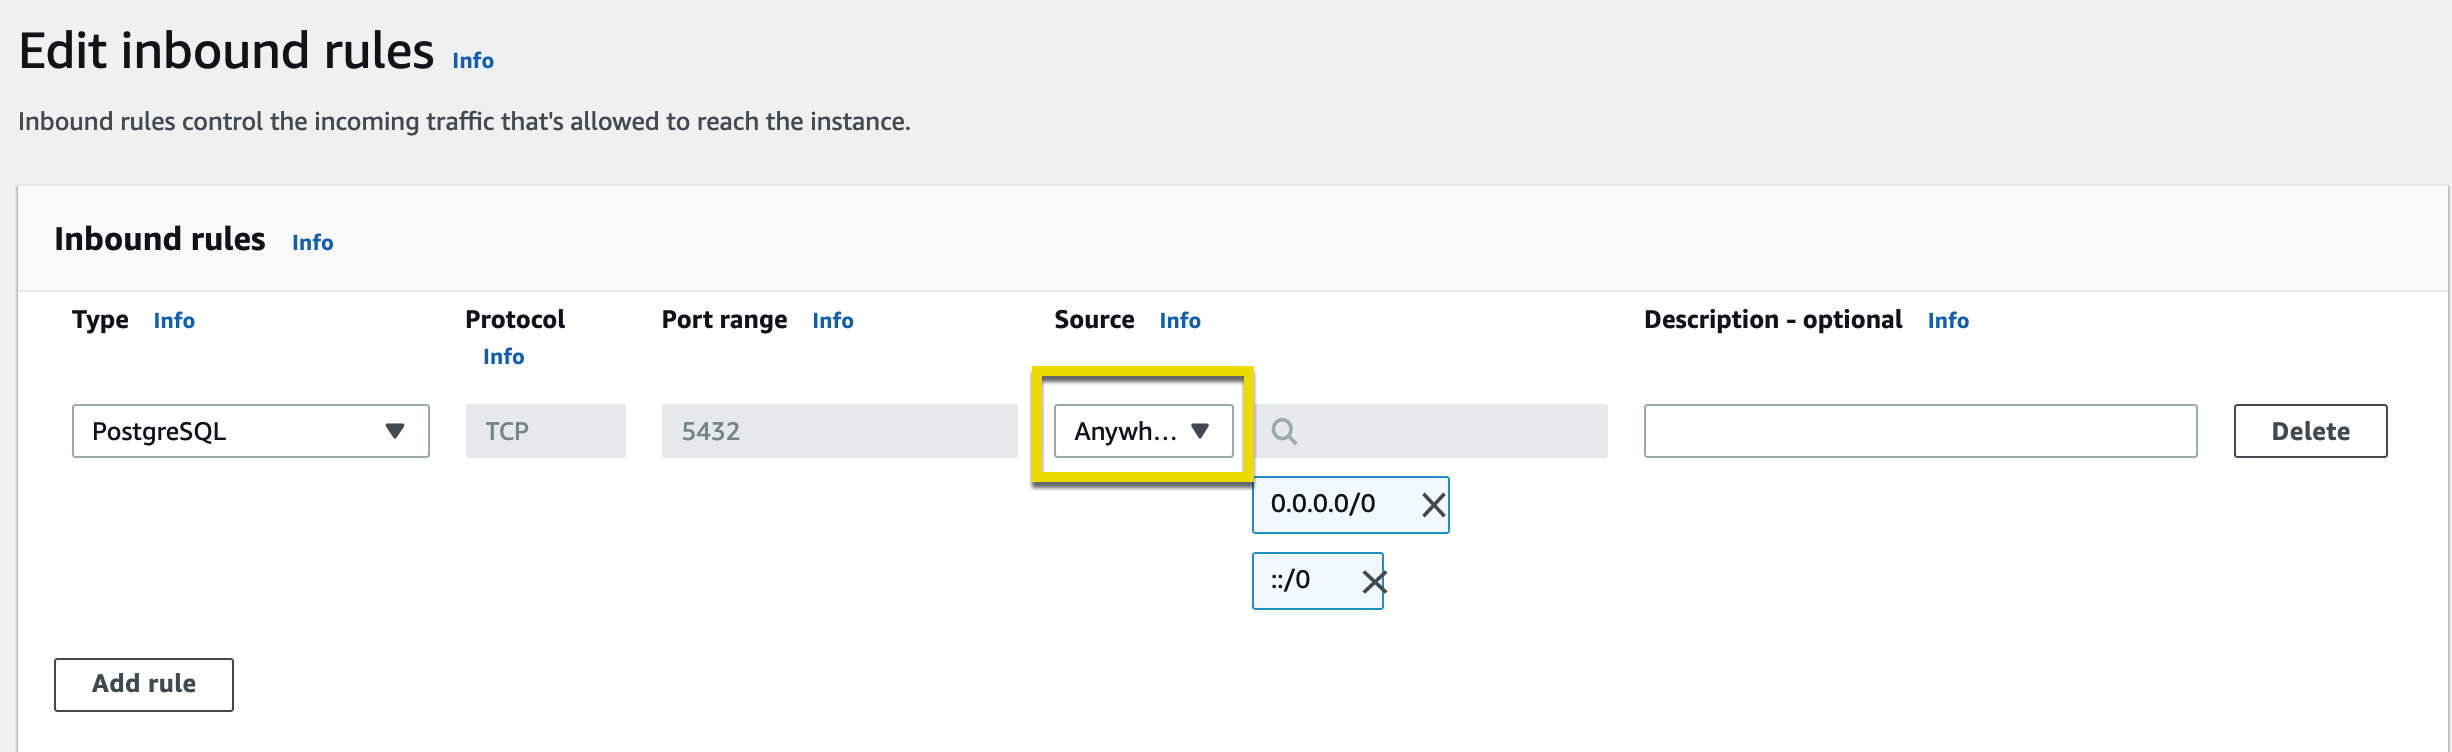 Edit inbound rules Info
Inbound rules control the incoming traffic that's allowed to reach the instance.
Inbound rules Info
Type Info Protocol Info Port range Info Source Info Description - optional Info
PostgreSQL TCP 5432 Anywh... Delete
0.0.0.0/0
::/0
Add rule